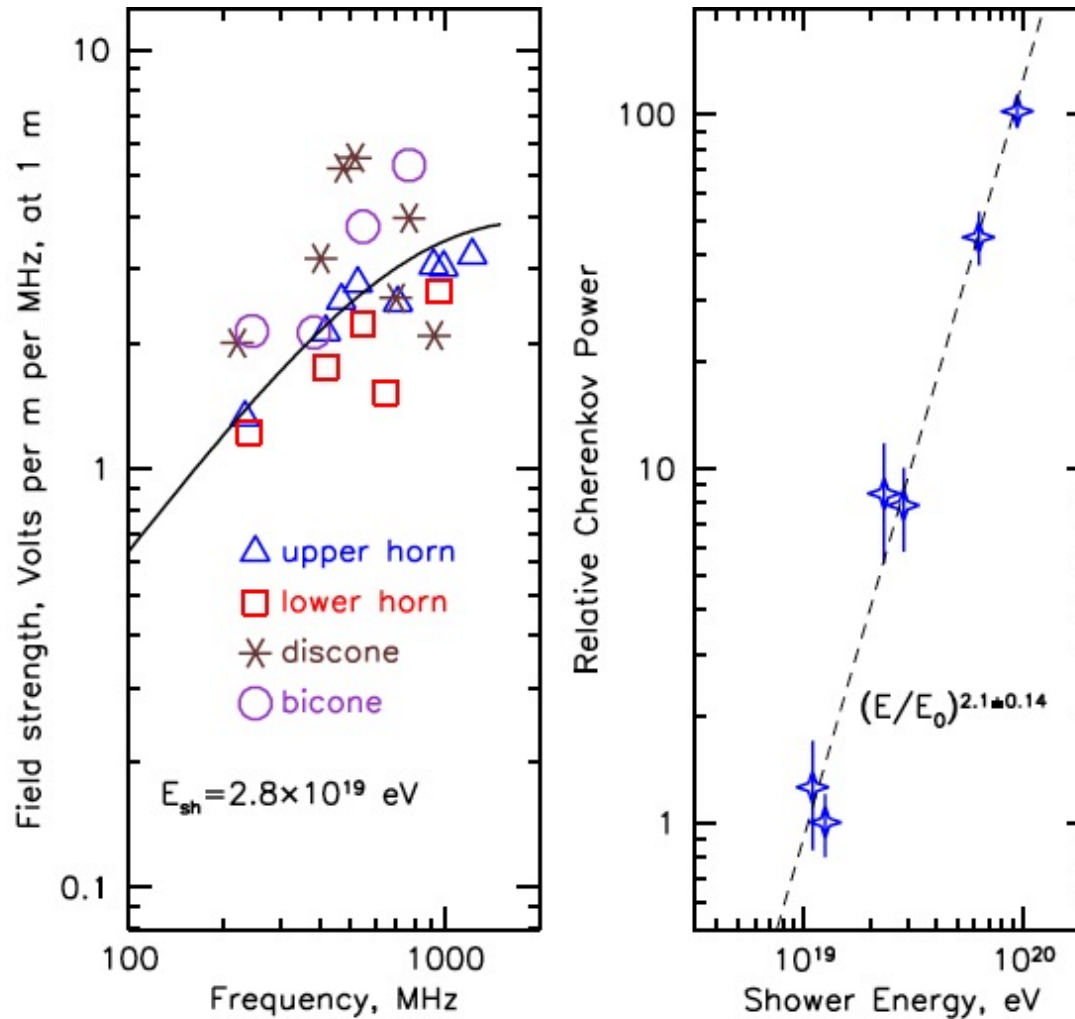 Field strength, Volts per m per MHz, at 1 m
10
1
0.1
100
1000
Frequency, MHz
upper horn
lower horn
discone
bicone
E_sh=2.8×10^19 eV
Relative Cherenkov Power
100
10
1
10^19
10^20
Shower Energy, eV
(E/E_0)^2.1±0.14